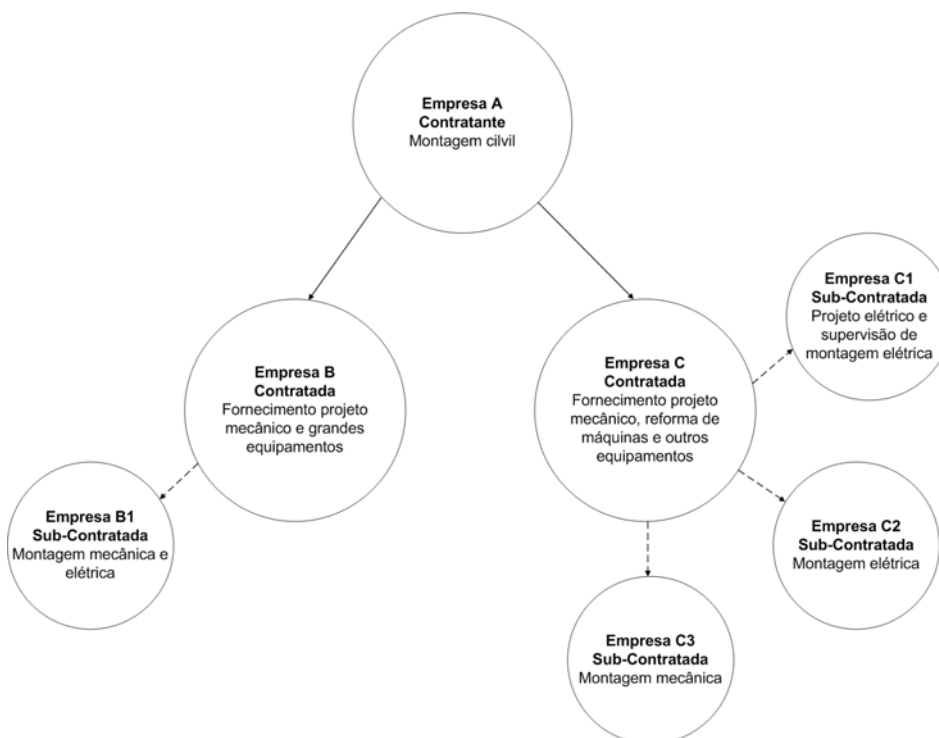 Empresa A
Contratante
Montagem cilvil
Empresa C1
Sub-Contratada
Projeto elétrico e
supervisão de
montagem elétrica
Empresa B
Contratada
Fornecimento projeto
mecânico e grandes
equipamentos
Empresa C
Contratada
Fornecimento projeto
mecânico, reforma de
máquinas e outros
equipamentos
Empresa B1
Sub-Contratada
Montagem mecânica e
elétrica
Empresa C2
Sub-Contratada
Montagem elétrica
Empresa C3
Sub-Contratada
Montagem mecânica